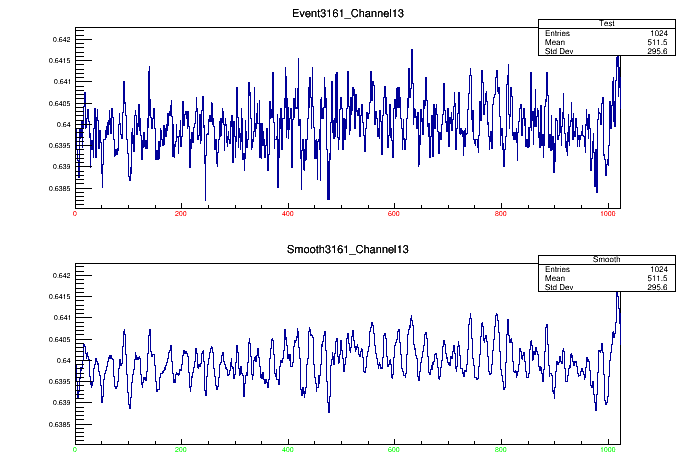 Event3161_Channel13
Test
Entries 1024
Mean 511.5
Std Dev 295.6
0.642
0.6415
0.641
0.6405
0.64
0.6395
0.639
0.6385
0 200 400 600 800 1000
Smooth3161_Channel13
Smooth
Entries 1024
Mean 511.5
Std Dev 295.6
0.642
0.6415
0.641
0.6405
0.64
0.6395
0.639
0.6385
0 200 400 600 800 1000